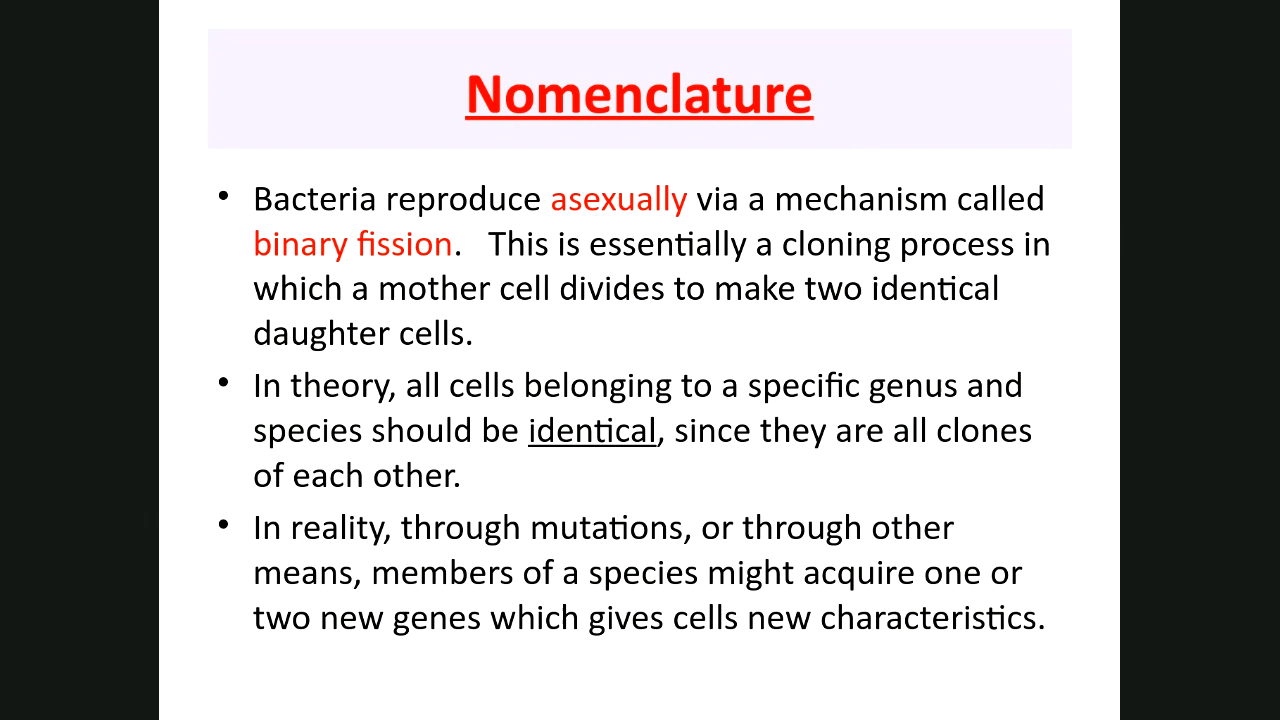 Nomenclature
• Bacteria reproduce asexually via a mechanism called
binary fission.   This is essentially a cloning process in
which a mother cell divides to make two identical
daughter cells.
• In theory, all cells belonging to a specific genus and
species should be identical, since they are all clones
of each other.
• In reality, through mutations, or through other
means, members of a species might acquire one or
two new genes which gives cells new characteristics.